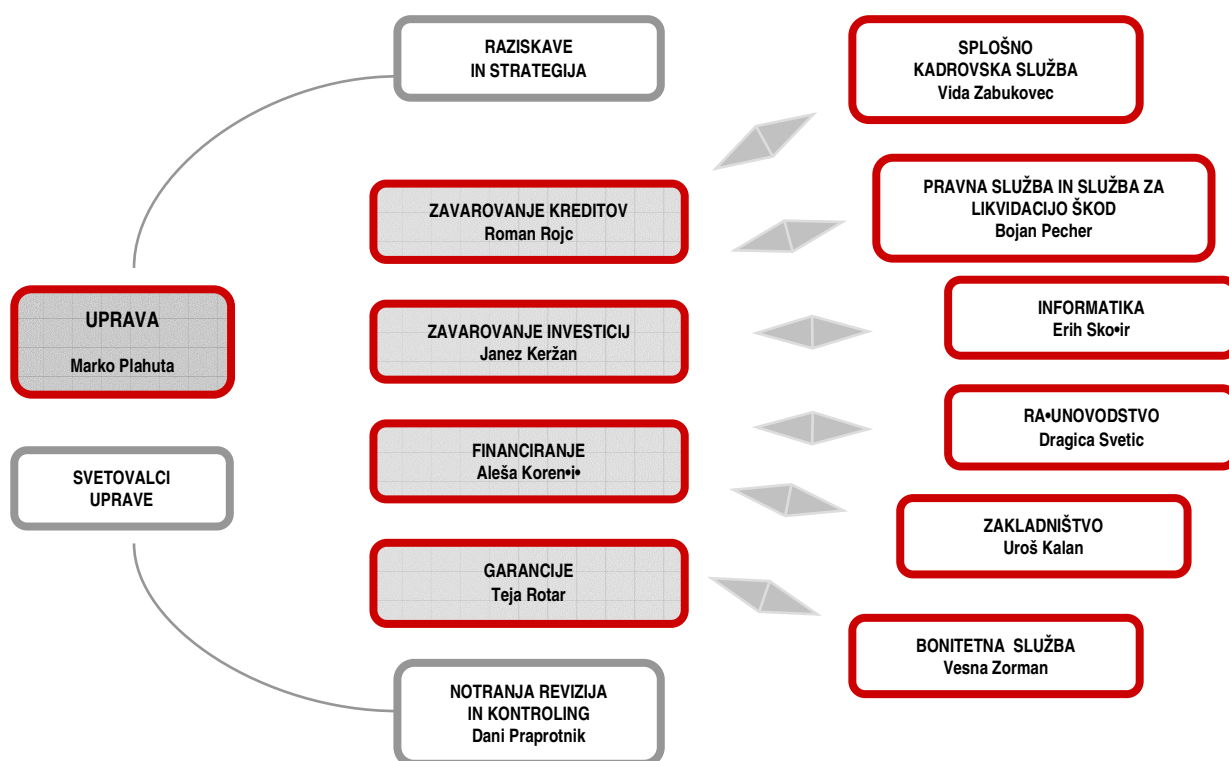 RAZISKAVE
IN STRATEGIJA
SPLOŠNO
KADROVSKA SLUŽBA
Vida Zabukovec
ZAVAROVANJE KREDITOV
Roman Rojc
PRAVNA SLUŽBA IN SLUŽBA ZA
LIKVIDACIJO ŠKOD
Bojan Pecher
UPRAVA
Marko Plahuta
ZAVAROVANJE INVESTICIJ
Janez Keržan
INFORMATIKA
Erih Sko•ir
RA•UNOVODSTVO
Dragica Svetic
SVETOVALCI
UPRAVE
FINANCIRANJE
Aleša Koren•i•
ZAKLADNIŠTVO
Uroš Kalan
GARANCIJE
Teja Rotar
BONITETNA SLUŽBA
Vesna Zorman
NOTRANJA REVIZIJA
IN KONTROLING
Dani Praprotnik